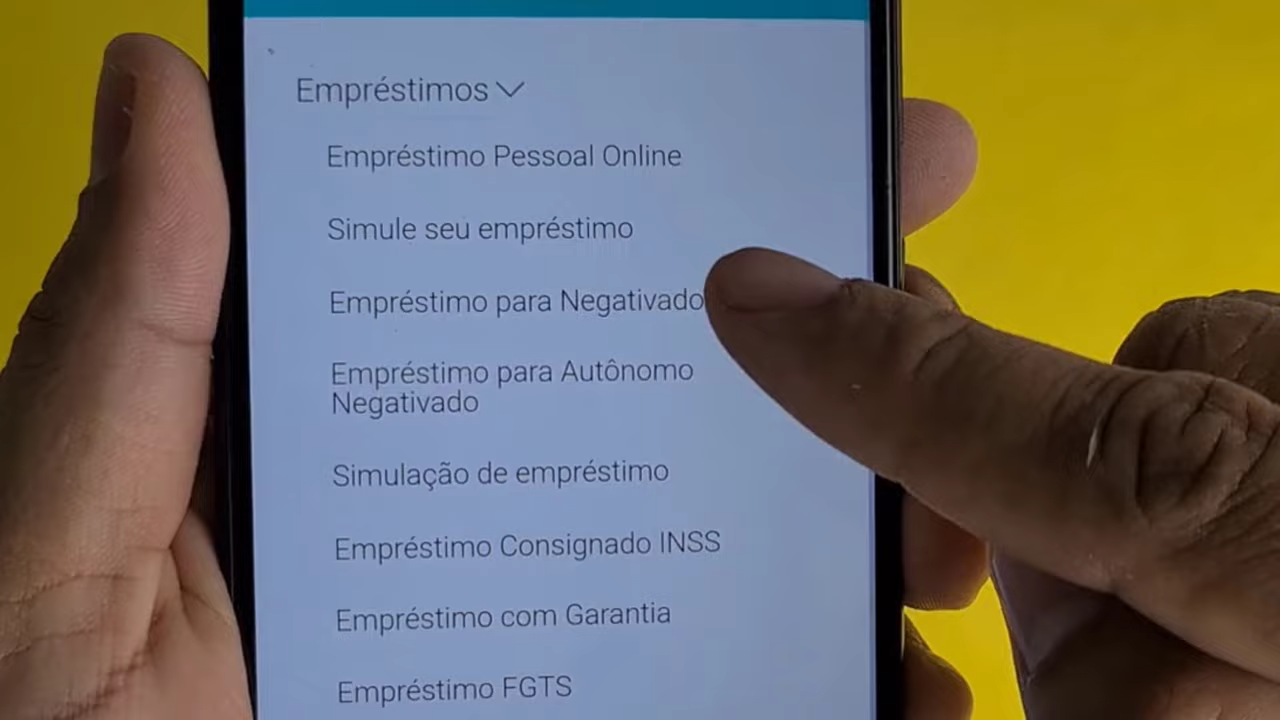 Empréstimos
Empréstimo Pessoal Online
Simule seu empréstimo
Empréstimo para Negativado
Empréstimo para Autônomo
Negativado
Simulação de empréstimo
Empréstimo Consignado INSS
Empréstimo com Garantia
Empréstimo FGTS